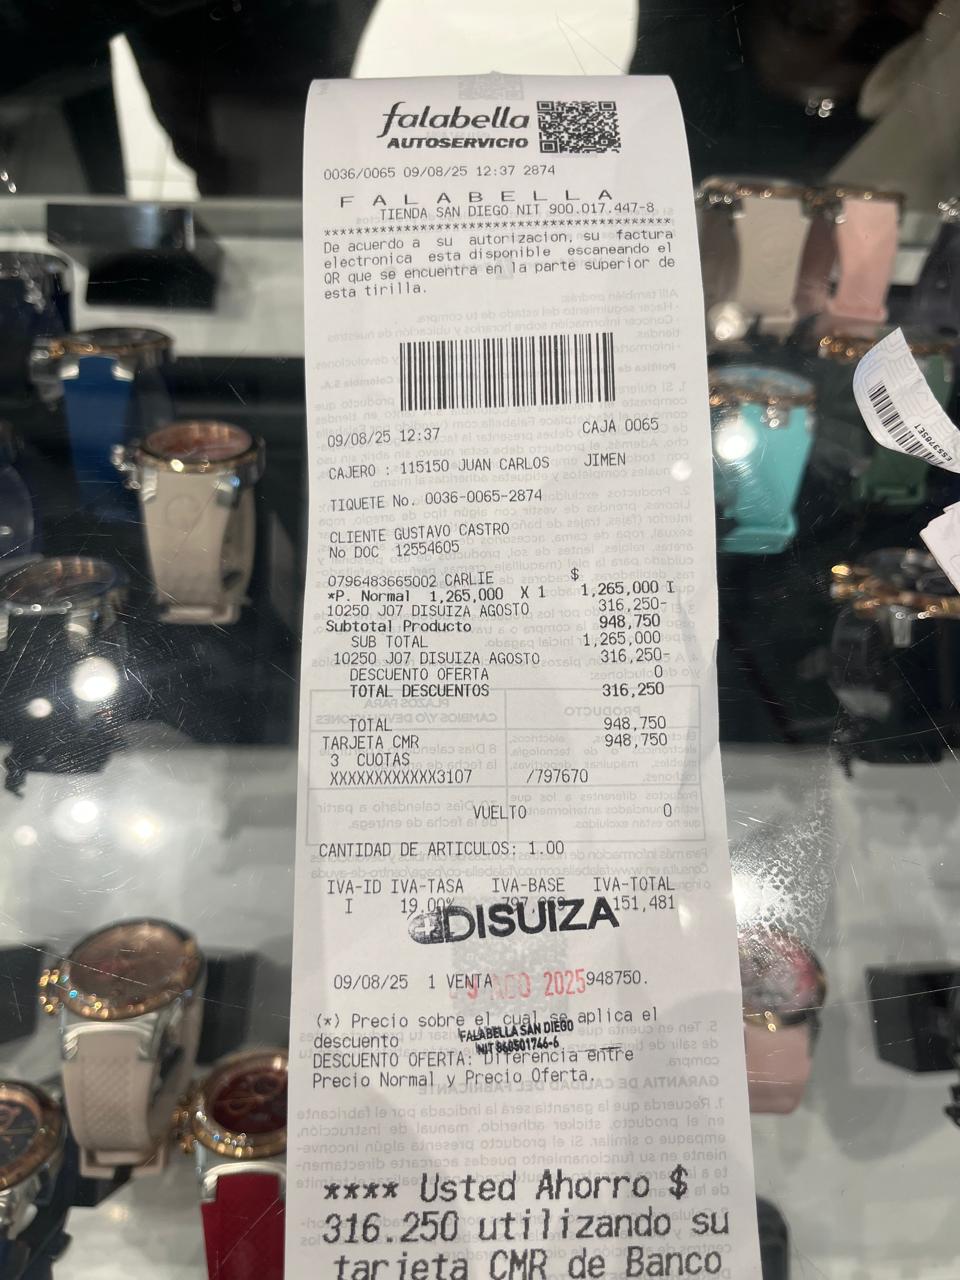 falabella
AUTOSERVICIO
0036/0065 09/08/25 12:37 2874
F A L A B E L L A
TIENDA SAN DIEGO NIT 900.017.447-8
****************************************
De acuerdo a su autorizacion, su factura
electronica esta disponible escaneando el
QR que se encuentra en la parte superior de
esta tirilla.
09/08/25 12:37 CAJA 0065
CAJERO : 115150 JUAN CARLOS JIMEN
TIQUETE No. 0036-0065-2874
CLIENTE GUSTAVO CASTRO
No DOC 12554605
0796483665002 CARLIE $
*P. Normal 1,265,000 X 1 1,265,000 I
10250 J07 DISUIZA AGOSTO 316,250-
Subtotal Producto 948,750
SUB TOTAL 1,265,000
10250 J07 DISUIZA AGOSTO 316,250-
DESCUENTO OFERTA 0
TOTAL DESCUENTOS 316,250
TOTAL 948,750
TARJETA CMR 948,750
3 CUOTAS
XXXXXXXXXXXX3107 /797670
VUELTO 0
CANTIDAD DE ARTICULOS: 1.00
IVA-ID IVA-TASA IVA-BASE IVA-TOTAL
I 19,00% 151,481
DISUIZA
09/08/25 1 VENTA 948750.
AGO 2025
(*) Precio sobre el cual se aplica el
descuento
FALABELLA SAN DIEGO
NIT 860501746-6
DESCUENTO OFERTA: Diferencia entre
Precio Normal y Precio Oferta.
**** Usted Ahorro $
316.250 utilizando su
tarjeta CMR de Banco
E55378SE1